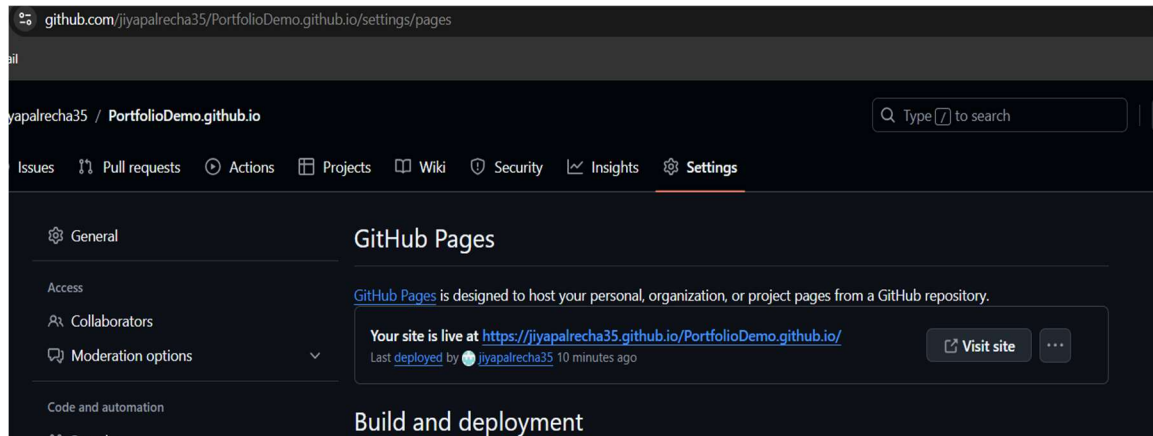 github.com/jiyapalrecha35/PortfolioDemo.github.io/settings/pages
ail
yapalrecha35 / PortfolioDemo.github.io
Type / to search
Issues Pull requests Actions Projects Wiki Security Insights Settings
General
Access
Collaborators
Moderation options
Code and automation
GitHub Pages
GitHub Pages is designed to host your personal, organization, or project pages from a GitHub repository.
Your site is live at https://jiyapalrecha35.github.io/PortfolioDemo.github.io/
Last deployed by jiyapalrecha35 10 minutes ago
Visit site
Build and deployment